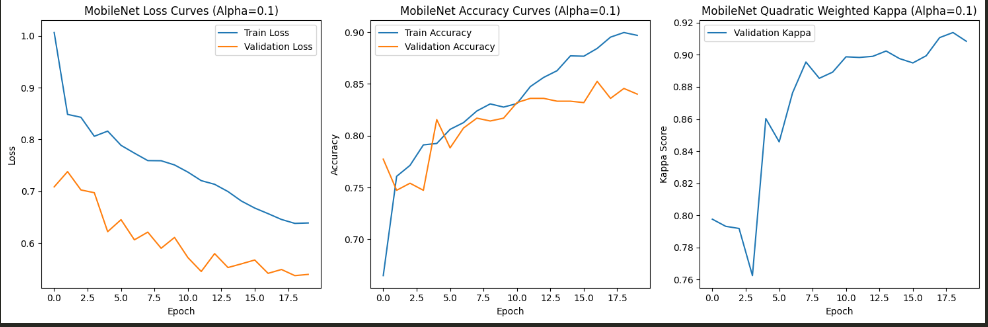 MobileNet Loss Curves (Alpha=0.1)
Train Loss
Validation Loss
Loss
1.0
0.9
0.8
0.7
0.6
0.0 2.5 5.0 7.5 10.0 12.5 15.0 17.5
Epoch
MobileNet Accuracy Curves (Alpha=0.1)
Train Accuracy
Validation Accuracy
Accuracy
0.90
0.85
0.80
0.75
0.70
0.0 2.5 5.0 7.5 10.0 12.5 15.0 17.5
Epoch
MobileNet Quadratic Weighted Kappa (Alpha=0.1)
Validation Kappa
Kappa Score
0.92
0.90
0.88
0.86
0.84
0.82
0.80
0.78
0.76
0.0 2.5 5.0 7.5 10.0 12.5 15.0 17.5
Epoch